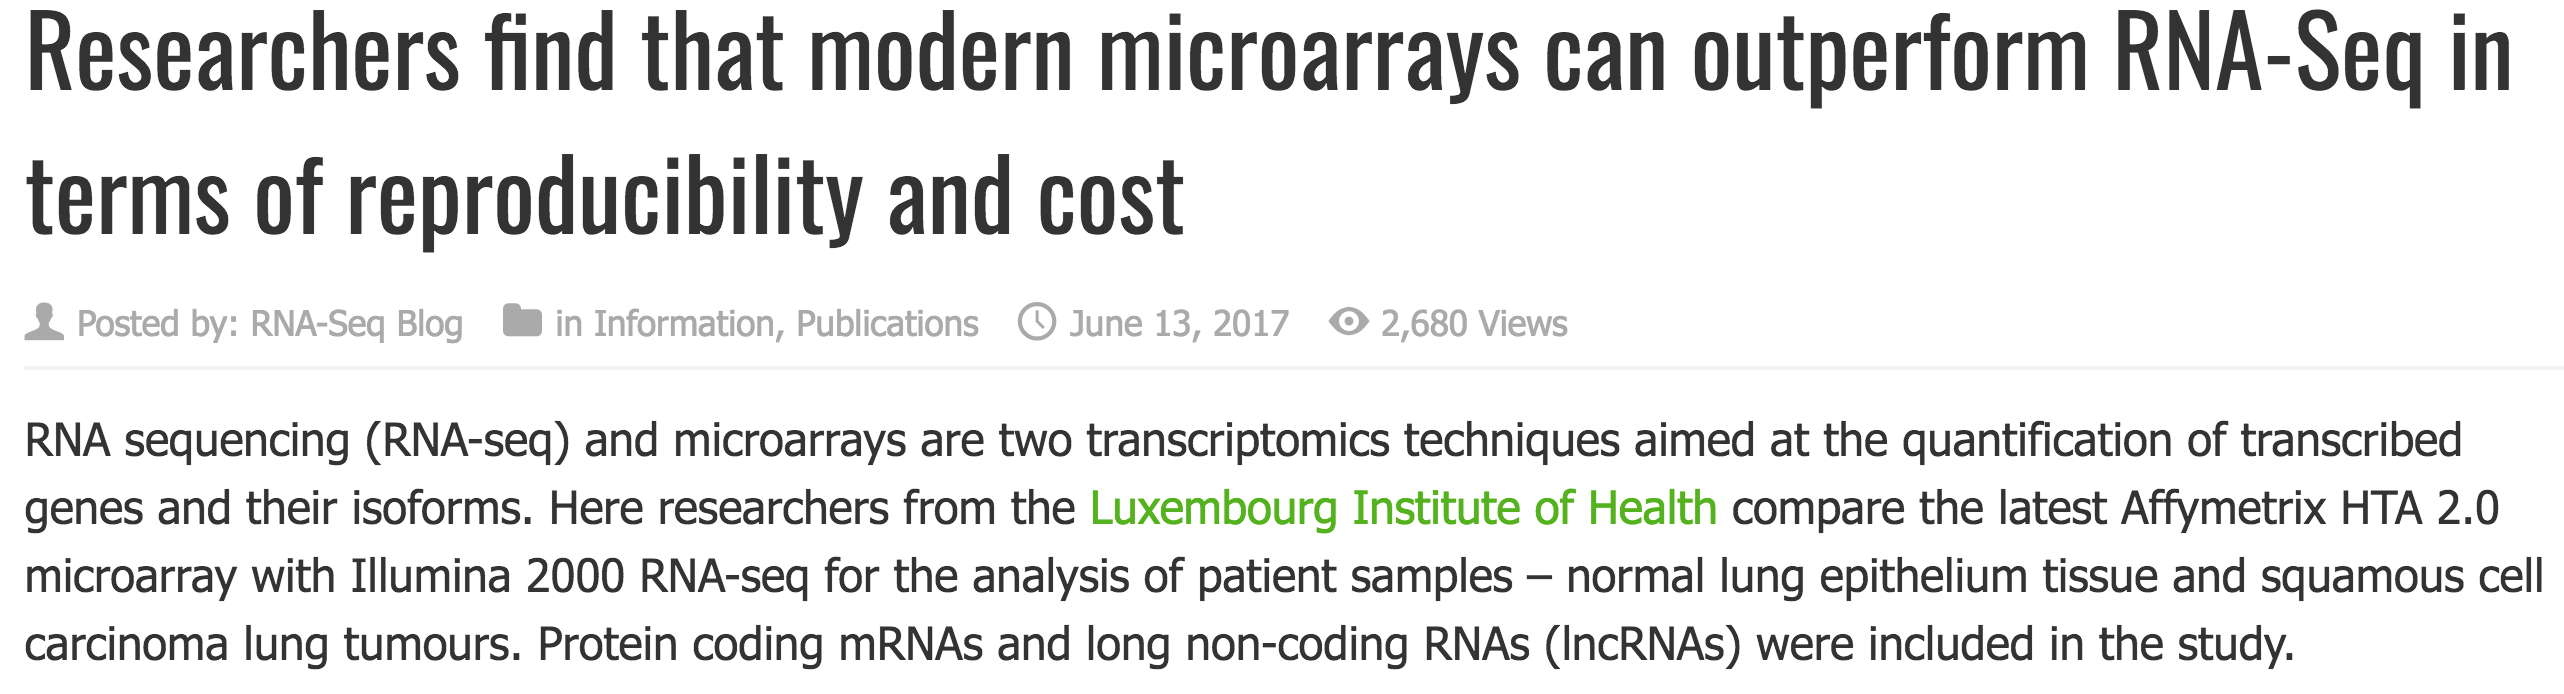 Researchers find that modern microarrays can outperform RNA-Seq in
terms of reproducibility and cost
Posted by: RNA-Seq Blog in Information, Publications June 13, 2017 2,680 Views
RNA sequencing (RNA-seq) and microarrays are two transcriptomics techniques aimed at the quantification of transcribed
genes and their isoforms. Here researchers from the Luxembourg Institute of Health compare the latest Affymetrix HTA 2.0
microarray with Illumina 2000 RNA-seq for the analysis of patient samples – normal lung epithelium tissue and squamous cell
carcinoma lung tumours. Protein coding mRNAs and long non-coding RNAs (lncRNAs) were included in the study.